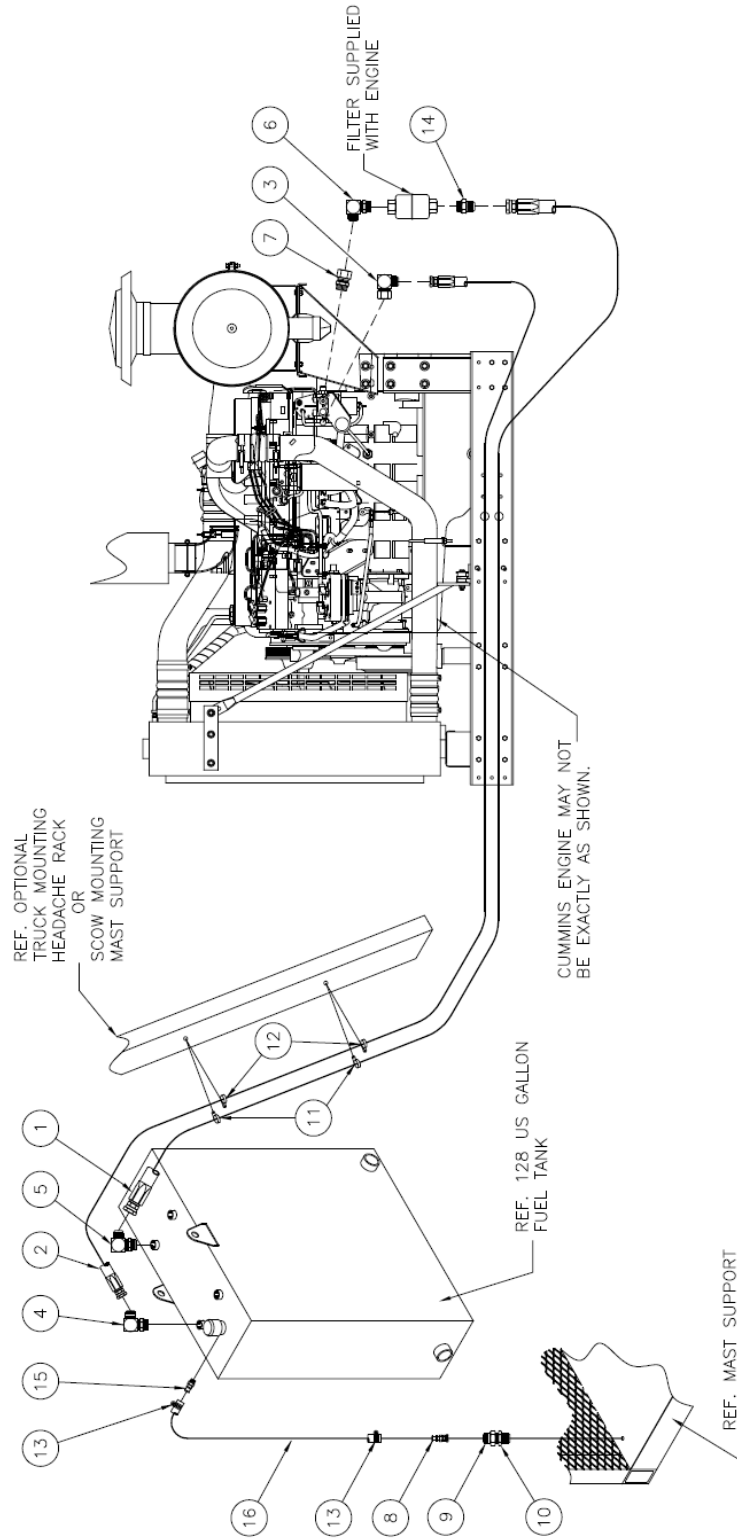 REF. OPTIONAL
TRUCK MOUNTING
HEADACHE RACK
OR
SCOW MOUNTING
MAST SUPPORT
FILTER SUPPLIED
WITH ENGINE
CUMMINS ENGINE MAY NOT
BE EXACTLY AS SHOWN.
REF. 128 US GALLON
FUEL TANK
REF. MAST SUPPORT
13
15
4
2
5
1
11
12
7
3
6
14
16
13
8
9
10